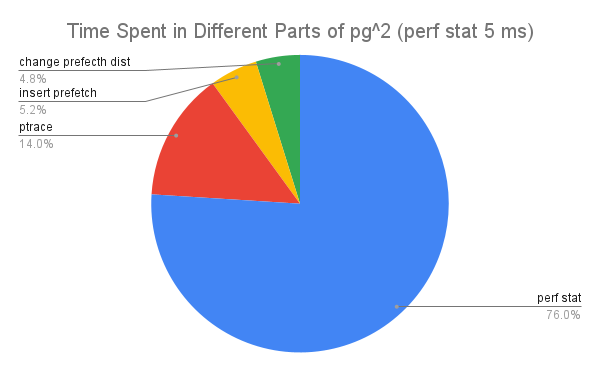 Time Spent in Different Parts of pg^2 (perf stat 5 ms)
change prefecth dist
4.8%
insert prefetch
5.2%
ptrace
14.0%
perf stat
76.0%